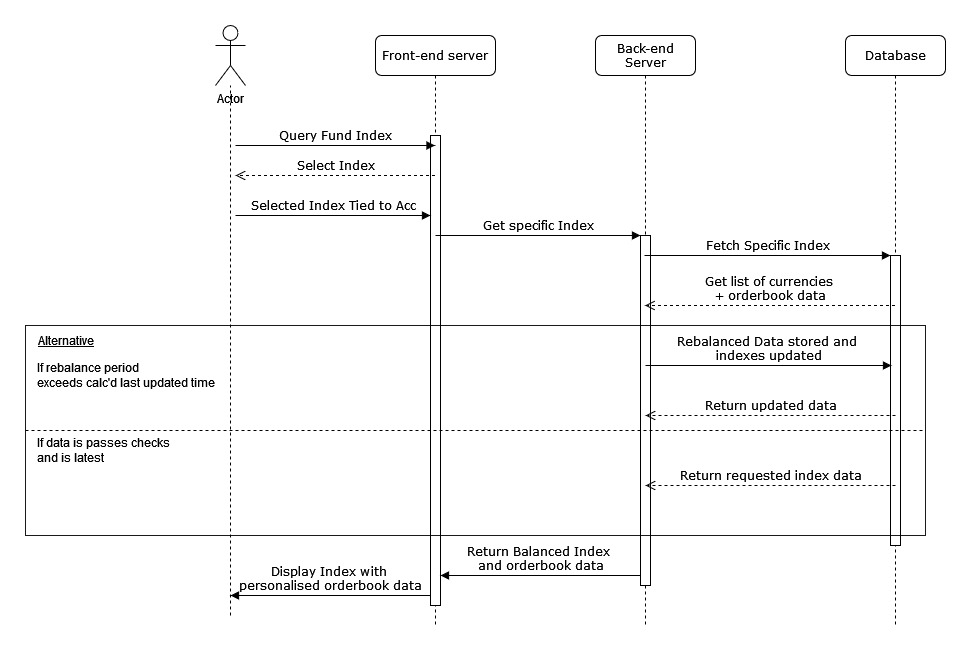 Actor
Front-end server
Back-end
Server
Database
Query Fund Index
Select Index
Selected Index Tied to Acc
Get specific Index
Fetch Specific Index
Get list of currencies
+ orderbook data
Alternative
If rebalance period
exceeds calc'd last updated time
Rebalanced Data stored and
indexes updated
Return updated data
If data is passes checks
and is latest
Return requested index data
Return Balanced Index
and orderbook data
Display Index with
personalised orderbook data